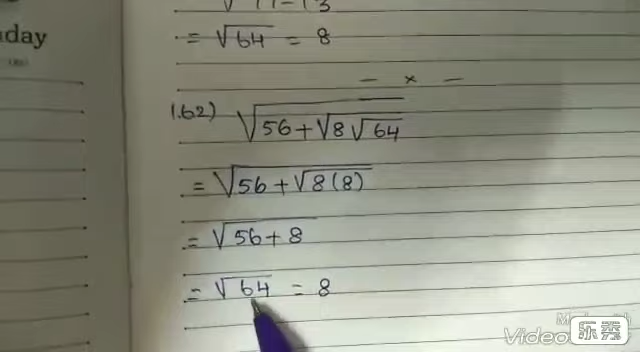 day
= √64 = 8
— × —
1.62) √(56+√8√64)
= √(56+√8(8))
= √(56+8)
= √64 = 8
Video
乐秀